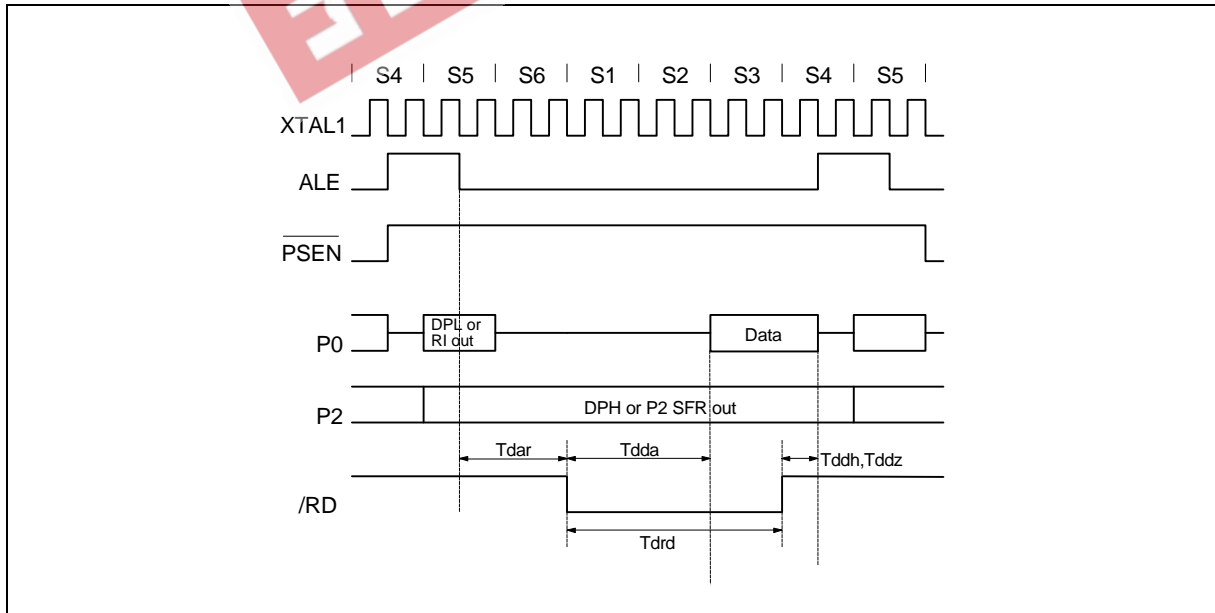 S4 S5 S6 S1 S2 S3 S4 S5
XTAL1
ALE
PSEN
DPL or
RI out
Data
P0
DPH or P2 SFR out
P2
Tdar Tdda Tddh,Tddz
/RD
Tdrd